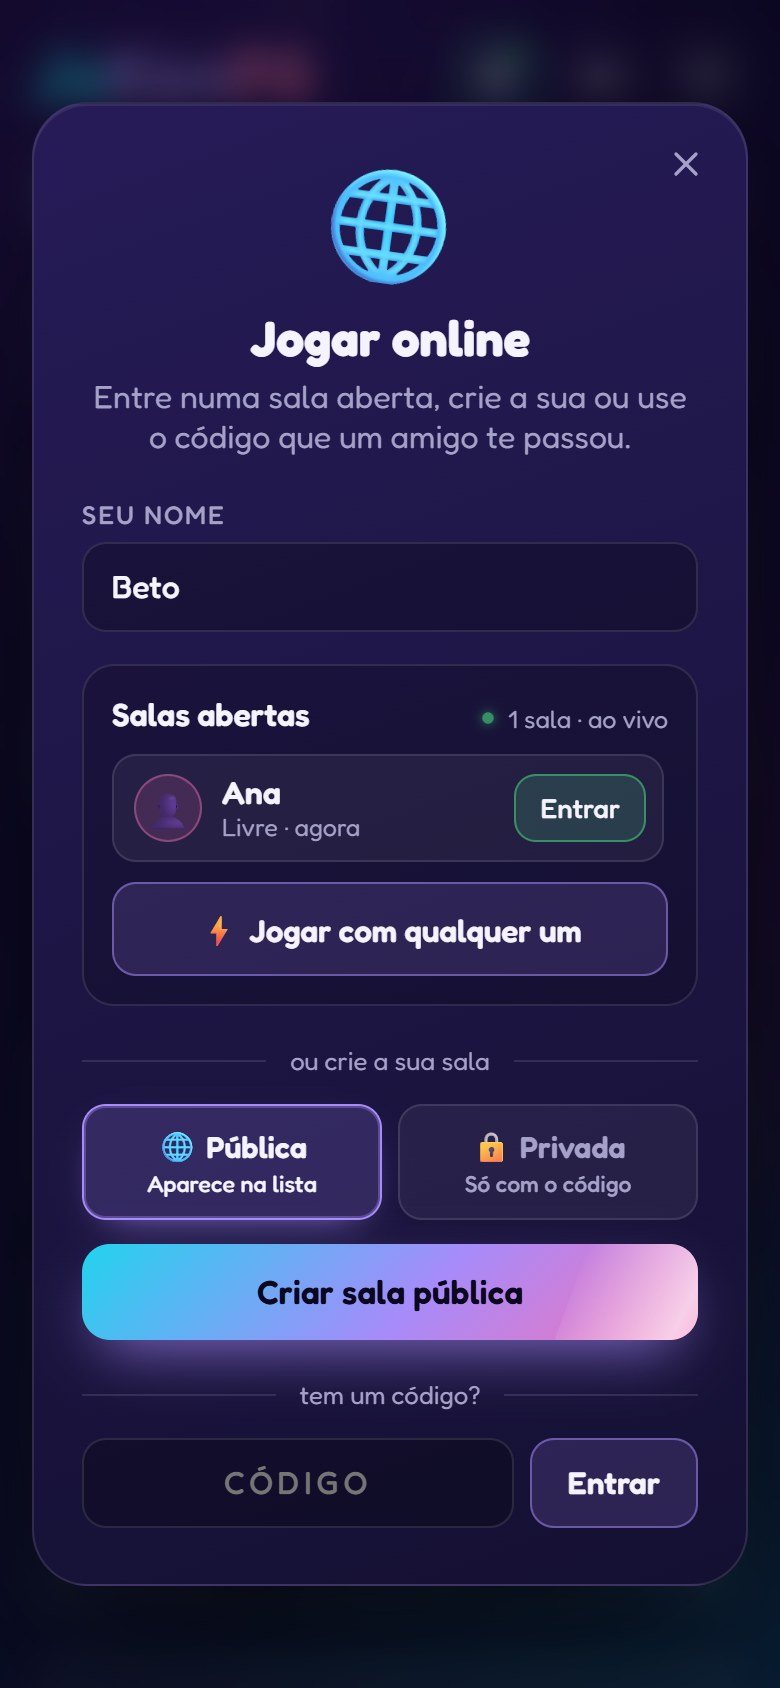 Jogar online
Entre numa sala aberta, crie a sua ou use
o código que um amigo te passou.
SEU NOME
Beto
Salas abertas
1 sala · ao vivo
Ana
Livre · agora
Entrar
Jogar com qualquer um
ou crie a sua sala
Pública
Aparece na lista
Privada
Só com o código
Criar sala pública
tem um código?
CÓDIGO
Entrar